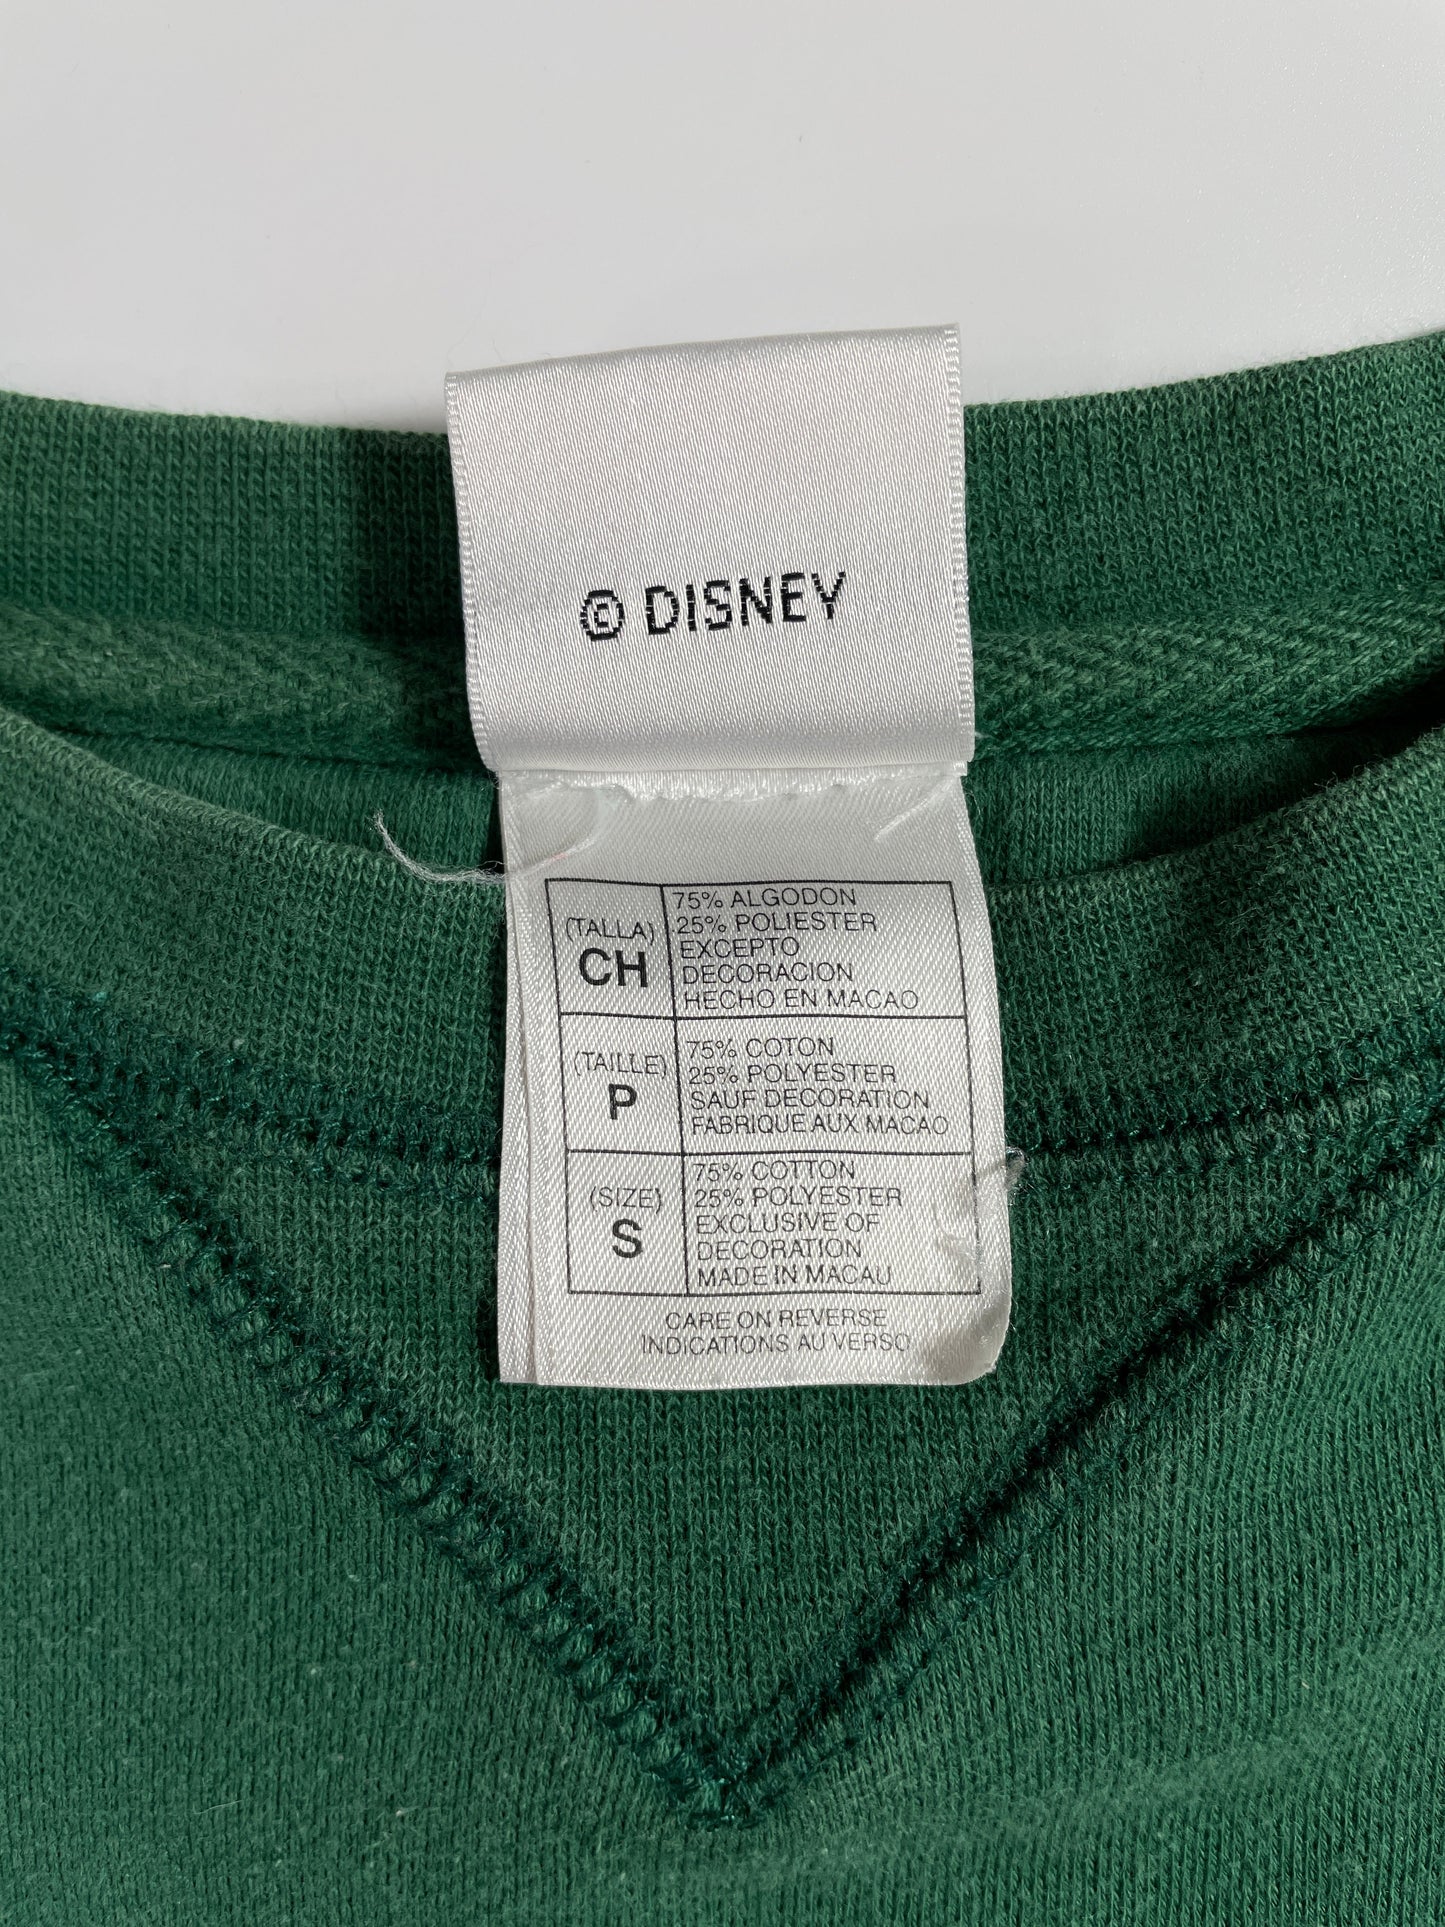 © DISNEY
(TALLA)
CH
75% ALGODON
25% POLIESTER
EXCEPTO
DECORACION
HECHO EN MACAO
(TAILLE)
P
75% COTON
25% POLYESTER
SAUF DECORATION
FABRIQUE AUX MACAO
(SIZE)
S
75% COTTON
25% POLYESTER
EXCLUSIVE OF
DECORATION
MADE IN MACAU
CARE ON REVERSE
INDICATIONS AU VERSO